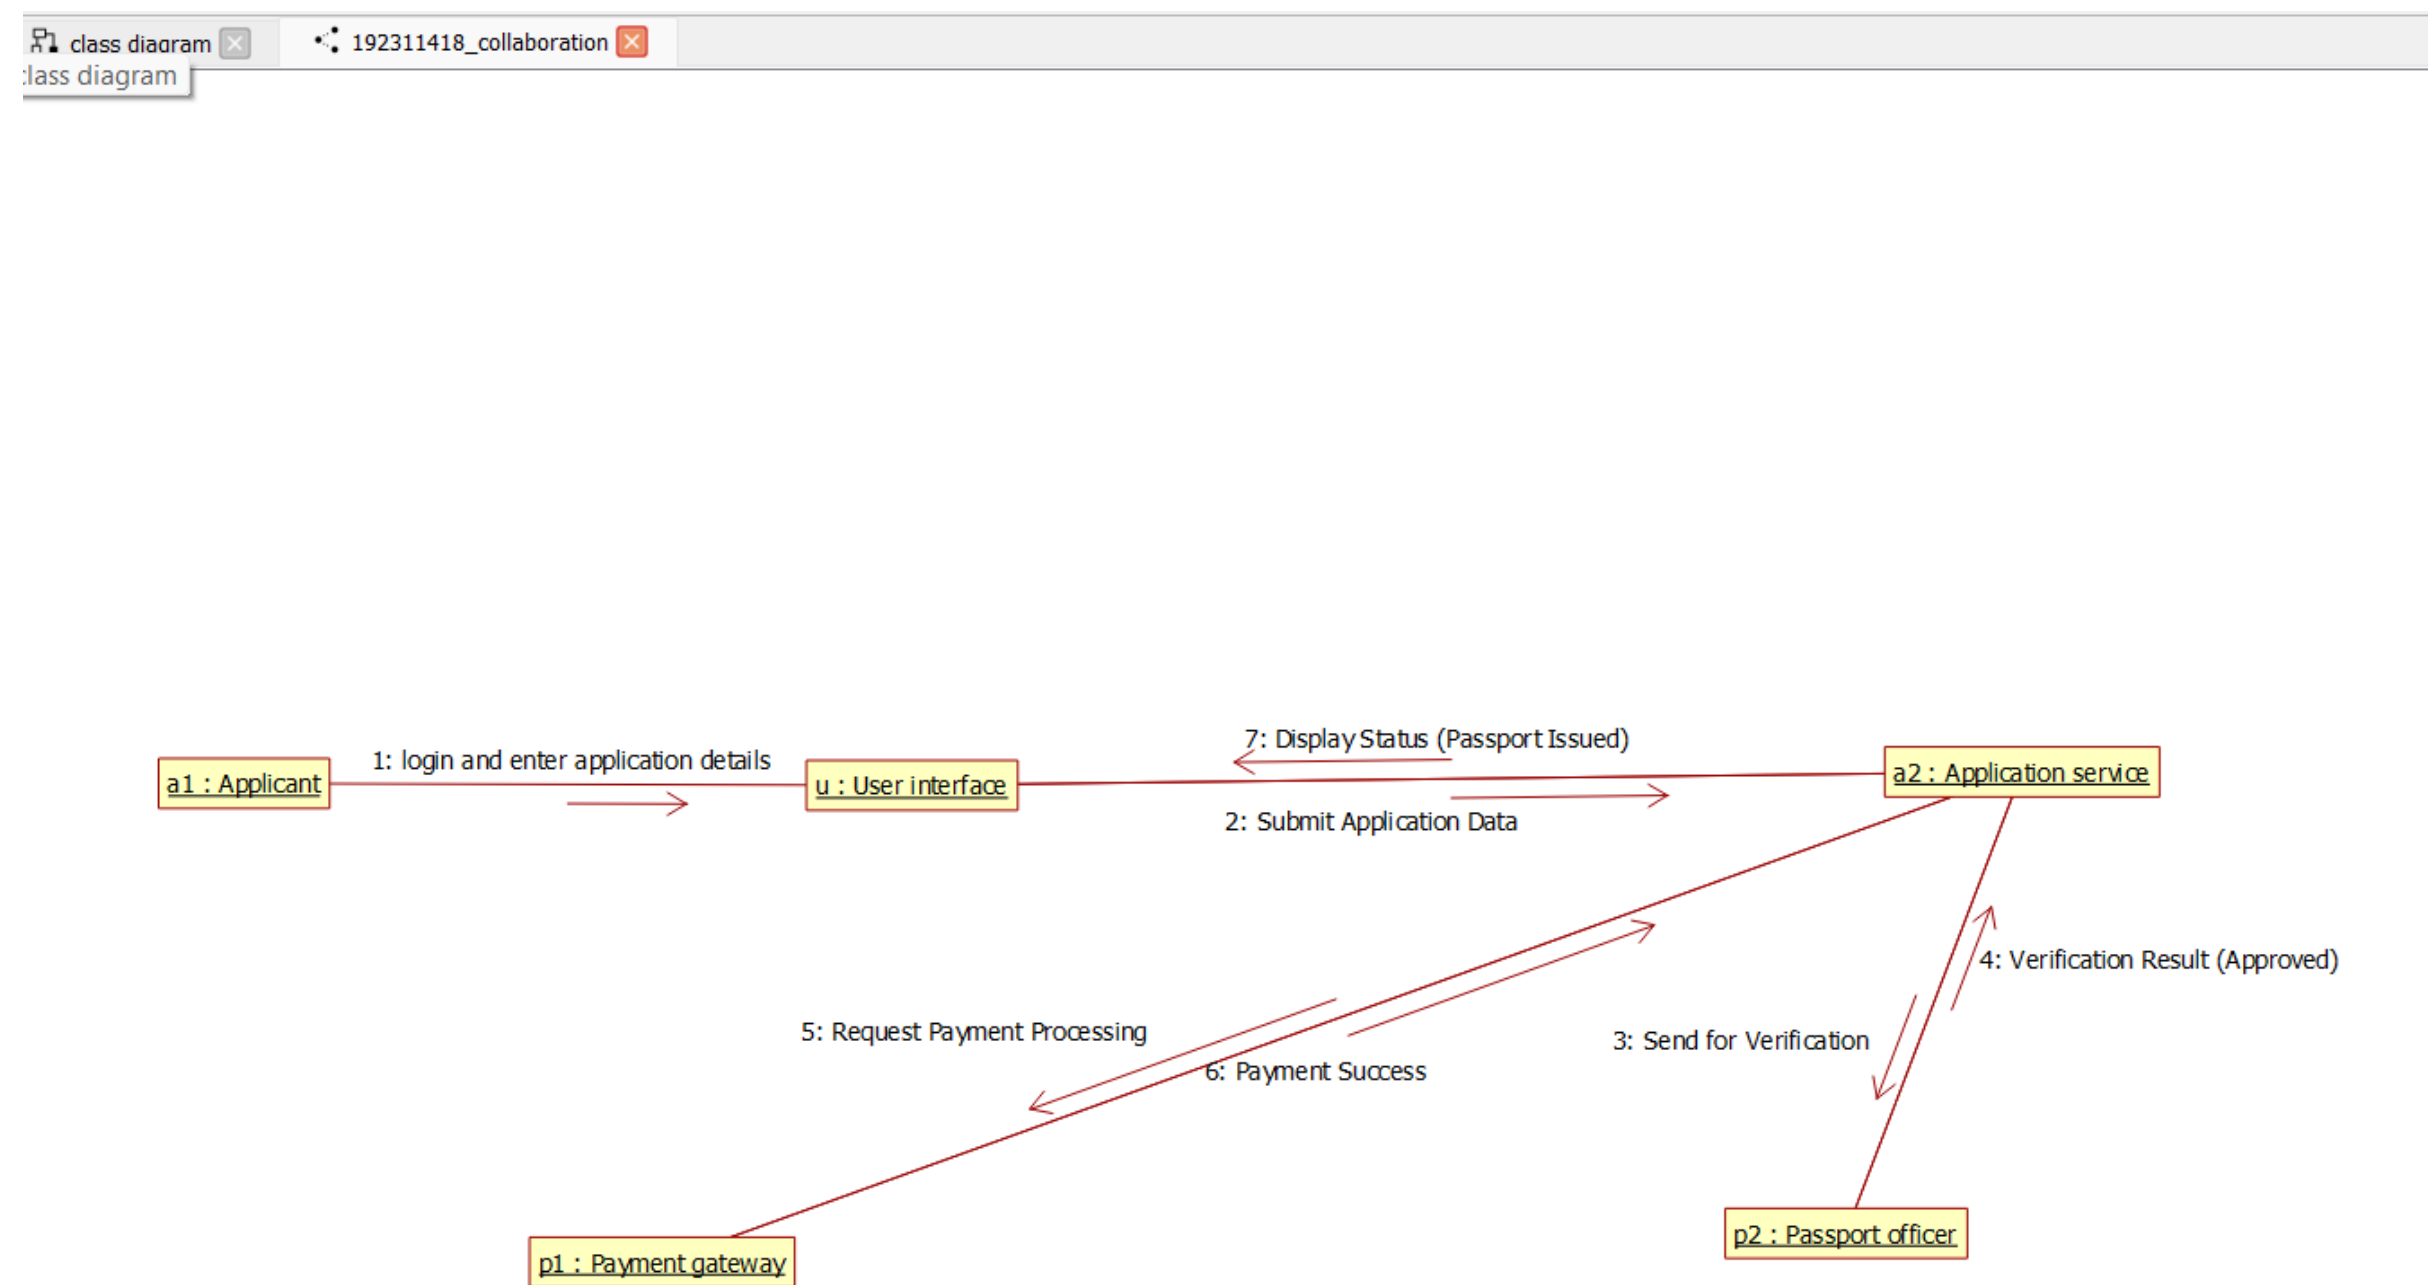 class diagram
192311418_collaboration
class diagram
7: Display Status (Passport Issued)
1: login and enter application details
a1 : Applicant
u : User interface
a2 : Application service
2: Submit Application Data
4: Verification Result (Approved)
5: Request Payment Processing
3: Send for Verification
6: Payment Success
p2 : Passport officer
p1 : Payment gateway